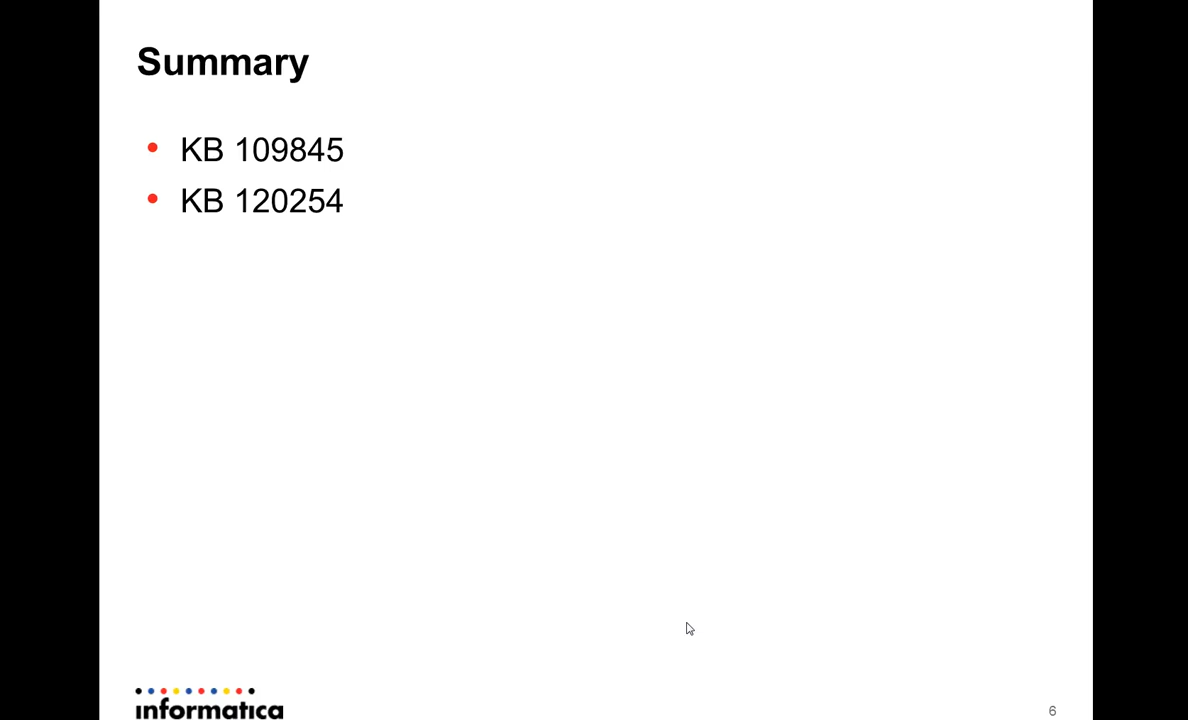 Summary
• KB 109845
• KB 120254
informatica
6